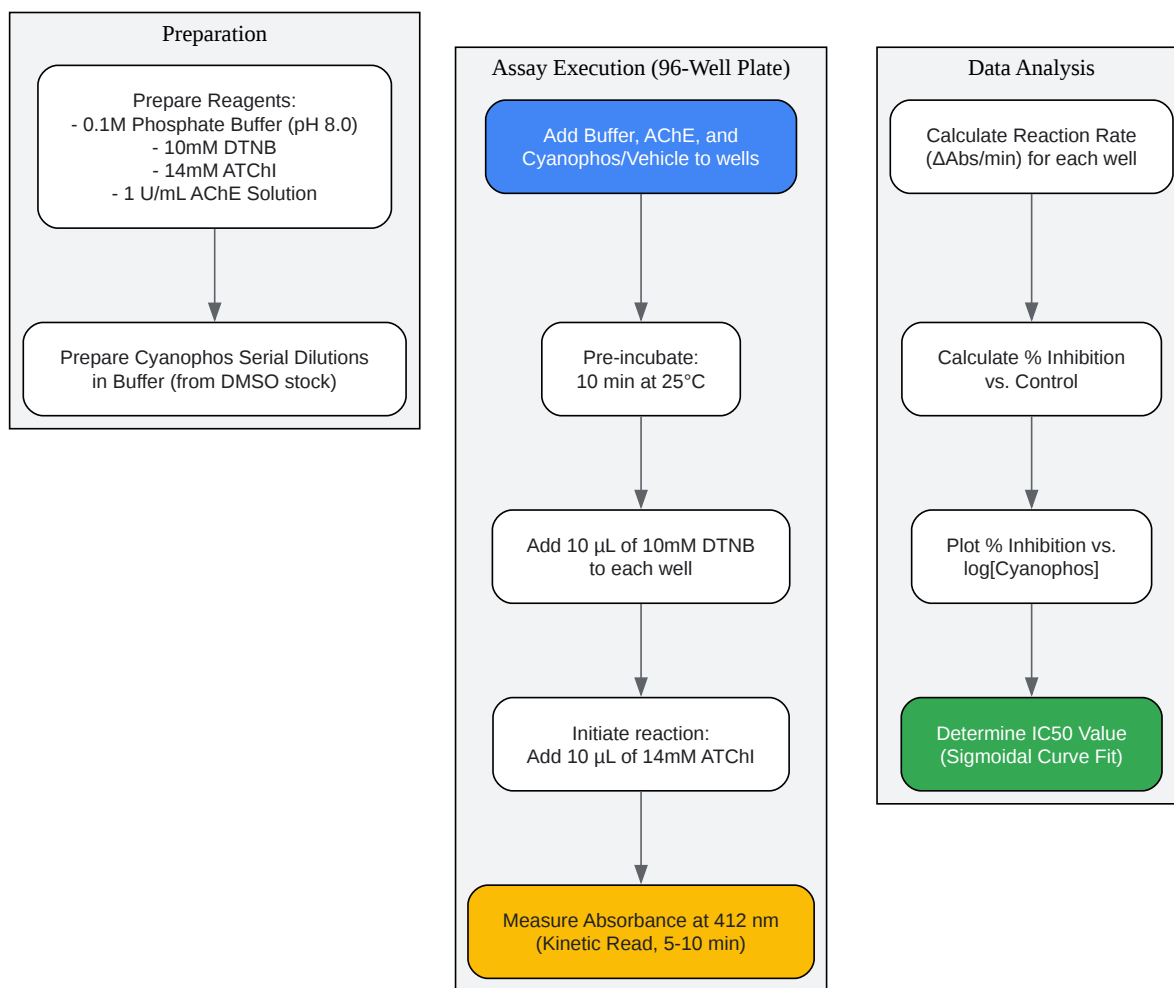 Preparation
Prepare Reagents:
- 0.1M Phosphate Buffer (pH 8.0)
- 10mM DTNB
- 14mM ATChI
- 1 U/mL AChE Solution
Prepare Cyanophos Serial Dilutions
in Buffer (from DMSO stock)
Assay Execution (96-Well Plate)
Add Buffer, AChE, and
Cyanophos/Vehicle to wells
Pre-incubate:
10 min at 25°C
Add 10 µL of 10mM DTNB
to each well
Initiate reaction:
Add 10 µL of 14mM ATChI
Measure Absorbance at 412 nm
(Kinetic Read, 5-10 min)
Data Analysis
Calculate Reaction Rate
(ΔAbs/min) for each well
Calculate % Inhibition
vs. Control
Plot % Inhibition vs.
log[Cyanophos]
Determine IC50 Value
(Sigmoidal Curve Fit)